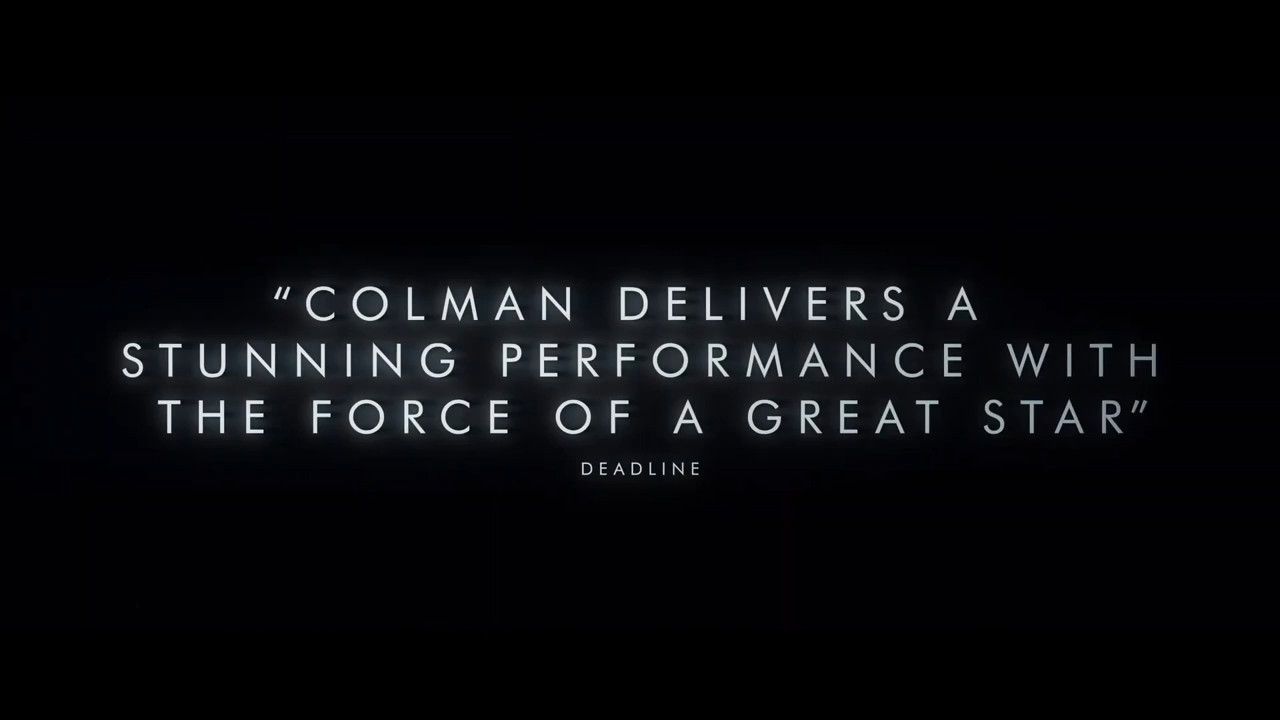 “COLMAN DELIVERS A
STUNNING PERFORMANCE WITH
THE FORCE OF A GREAT STAR”
DEADLINE